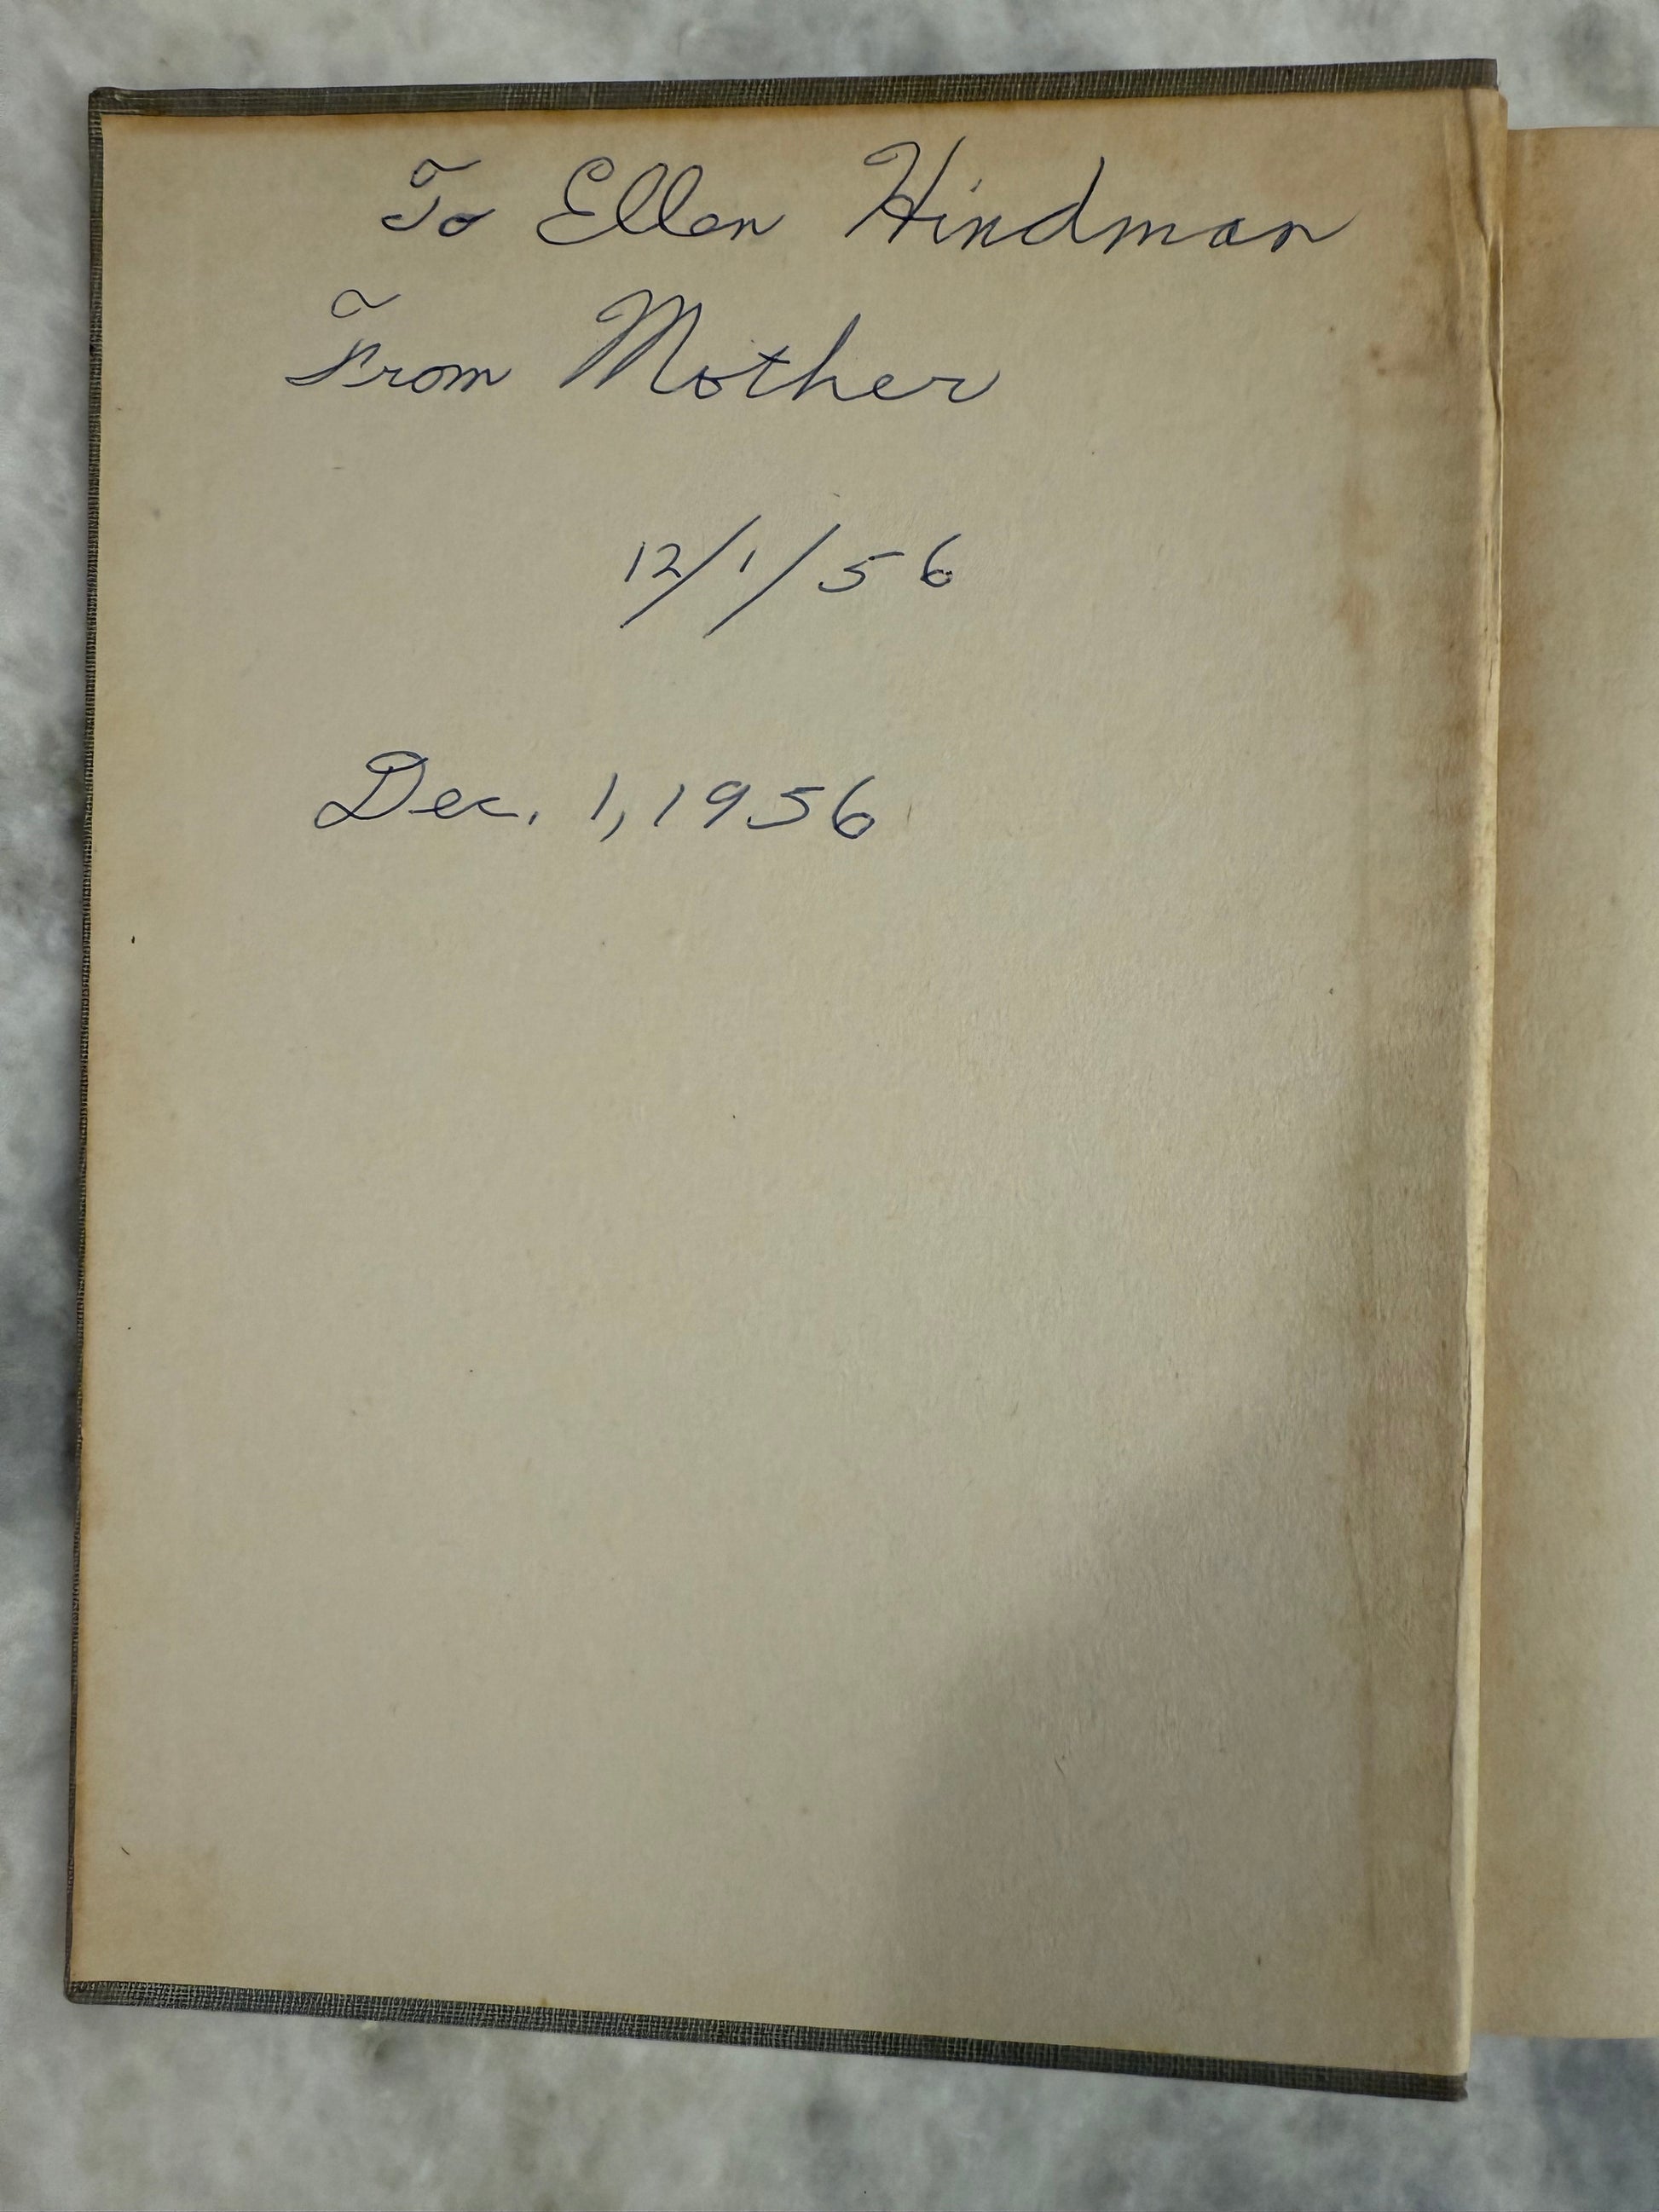 To Ellen Hindman
From Mother
12/1/56
Dec. 1, 1956